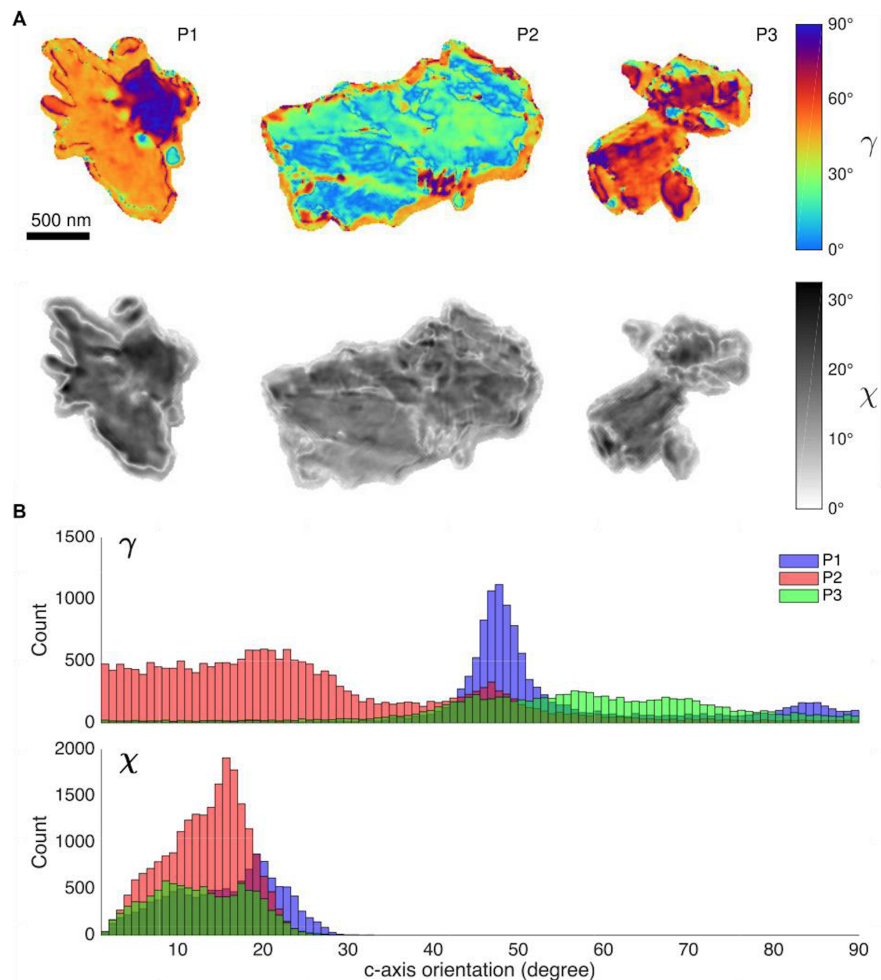 A
P1
P2
P3
90°
60°
30°
0°
γ
500 nm
30°
20°
10°
0°
χ
B
1500
1000
500
0
Count
γ
P1
P2
P3
2000
1500
1000
500
0
Count
χ
10 20 30 40 50 60 70 80 90
c-axis orientation (degree)